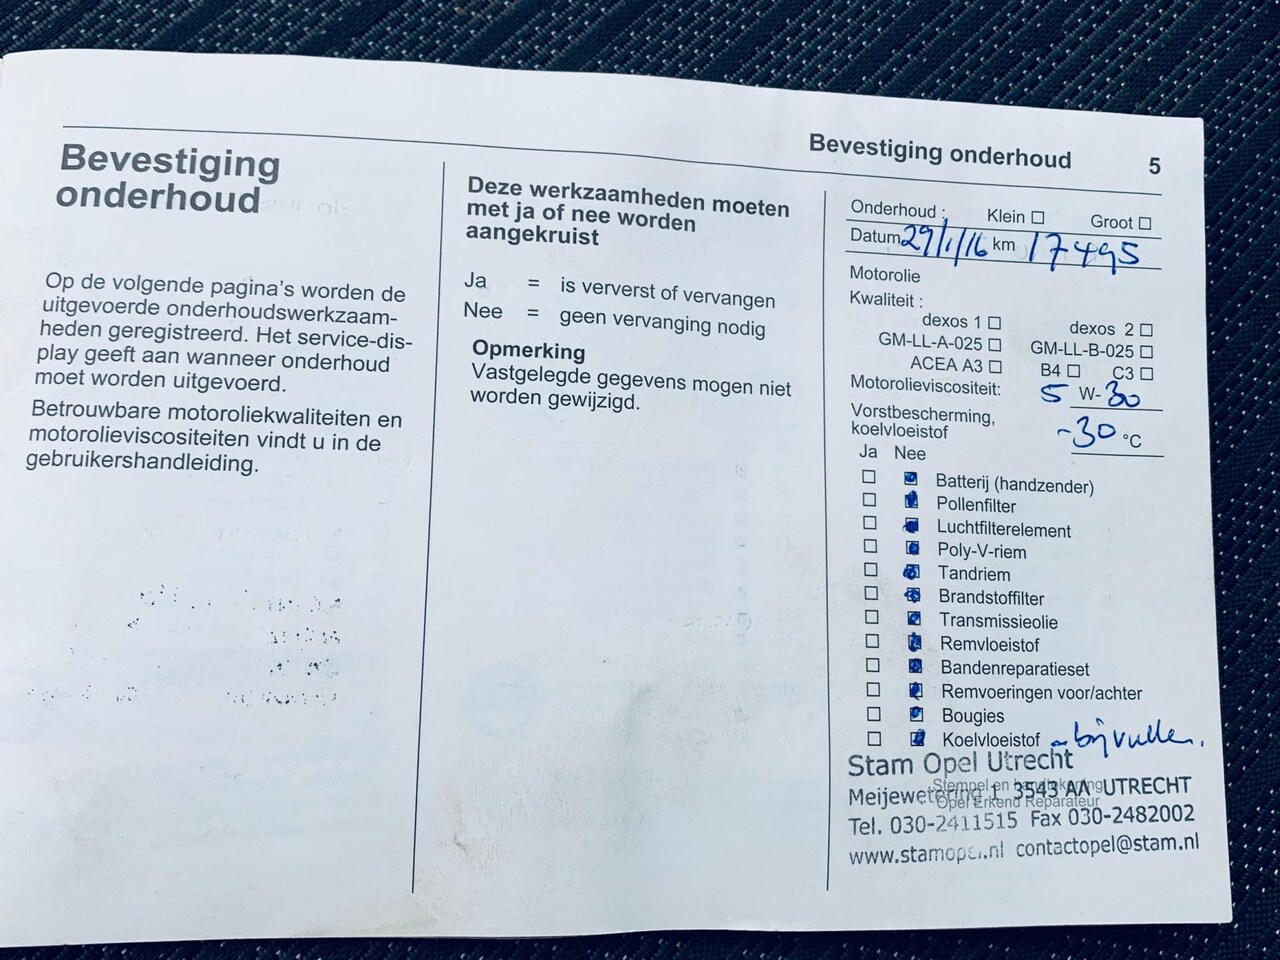 Bevestiging onderhoud 5
Bevestiging
onderhoud
Op de volgende pagina's worden de
uitgevoerde onderhoudswerkzaam-
heden geregistreerd. Het service-dis-
play geeft aan wanneer onderhoud
moet worden uitgevoerd.
Betrouwbare motoroliekwaliteiten en
motorolieviscositeiten vindt u in de
gebruikershandleiding.
Deze werkzaamheden moeten
met ja of nee worden
aangekruist
Ja = is ververst of vervangen
Nee = geen vervanging nodig
Opmerking
Vastgelegde gegevens mogen niet
worden gewijzigd.
Onderhoud : Klein ☐ Groot ☐
Datum 29/1/16 km 17495
Motorolie
Kwaliteit :
dexos 1 ☐ dexos 2 ☐
GM-LL-A-025 ☐ GM-LL-B-025 ☐
ACEA A3 ☐ B4 ☐ C3 ☐
Motorolieviscositeit: 5 W- 30
Vorstbescherming,
koelvloeistof -30 °C
Ja Nee
Batterij (handzender)
Pollenfilter
Luchtfilterelement
Poly-V-riem
Tandriem
Brandstoffilter
Transmissieolie
Remvloeistof
Bandenreparatieset
Remvoeringen voor/achter
Bougies
Koelvloeistof - bijvullen.
Stam Opel Utrecht
Stempel en handtekening
Meijewetering 1 3543 AA UTRECHT
Opel Erkend Reparateur
Tel. 030-2411515 Fax 030-2482002
www.stamopel.nl contactopel@stam.nl